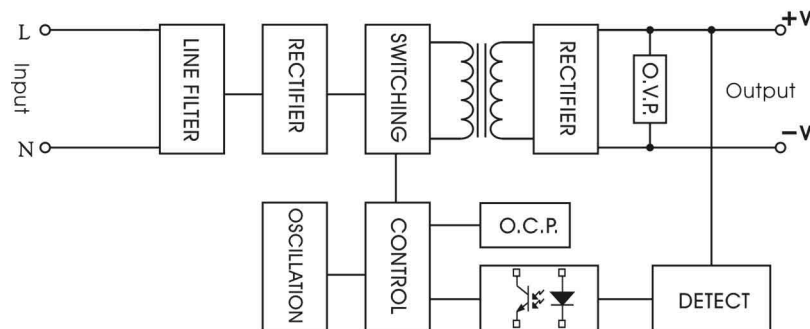 L
Input
N
LINE FILTER
RECTIFIER
SWITCHING
RECTIFIER
O.V.P.
+V
Output
–V
OSCILLATION
CONTROL
O.C.P.
DETECT